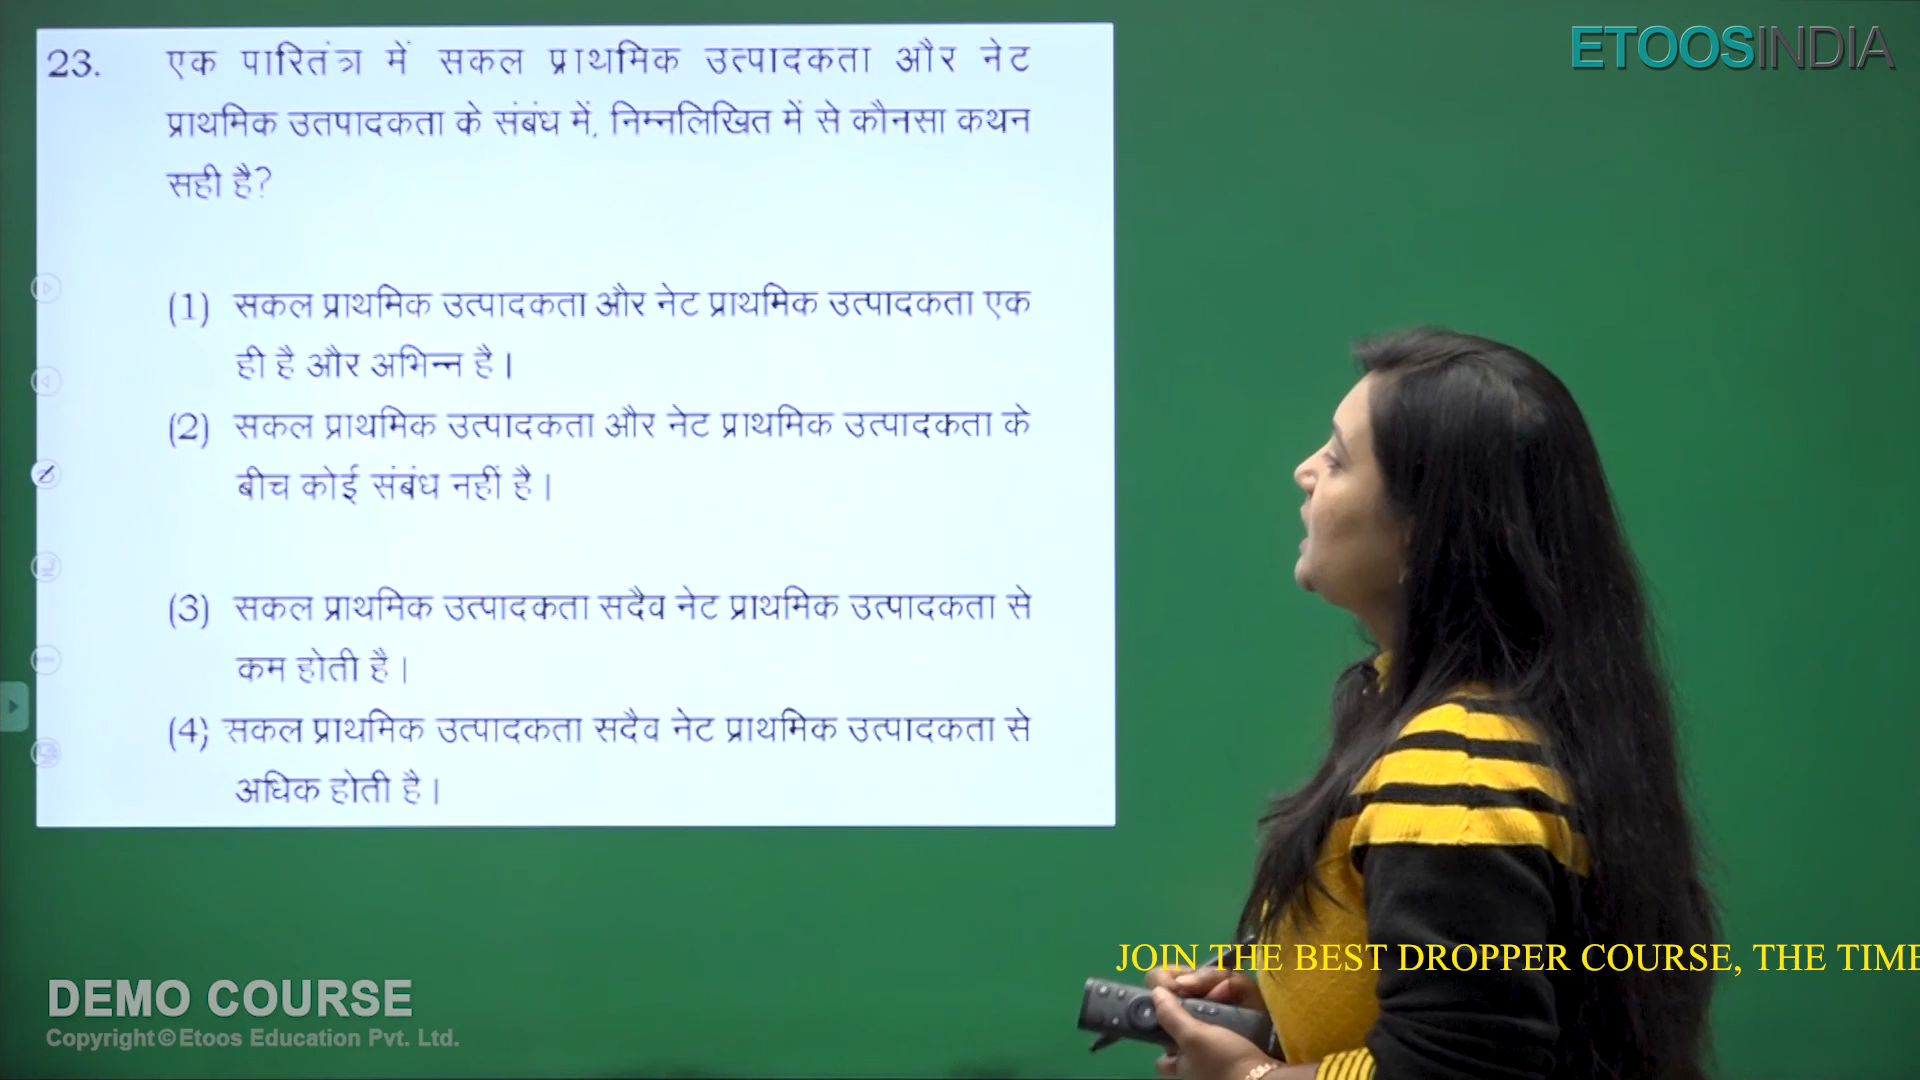 ETOOSINDIA
23. एक पारितंत्र में सकल प्राथमिक उत्पादकता और नेट
प्राथमिक उतपादकता के संबंध में, निम्नलिखित में से कौनसा कथन
सही है?
(1) सकल प्राथमिक उत्पादकता और नेट प्राथमिक उत्पादकता एक
ही है और अभिन्न है।
(2) सकल प्राथमिक उत्पादकता और नेट प्राथमिक उत्पादकता के
बीच कोई संबंध नहीं है।
(3) सकल प्राथमिक उत्पादकता सदैव नेट प्राथमिक उत्पादकता से
कम होती है।
(4) सकल प्राथमिक उत्पादकता सदैव नेट प्राथमिक उत्पादकता से
अधिक होती है।
JOIN THE BEST DROPPER COURSE, THE TIME
DEMO COURSE
Copyright © Etoos Education Pvt. Ltd.